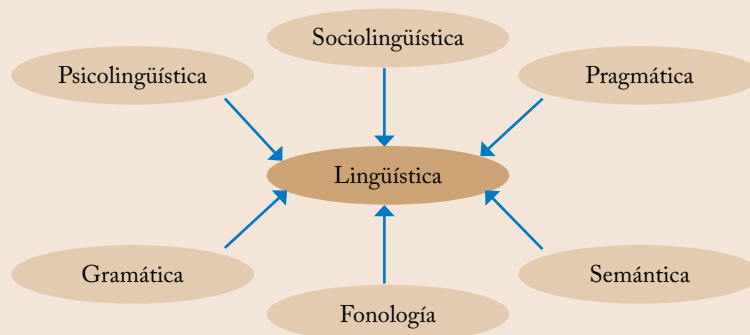 Sociolingüística
Psicolingüística
Pragmática
Lingüística
Gramática
Semántica
Fonología